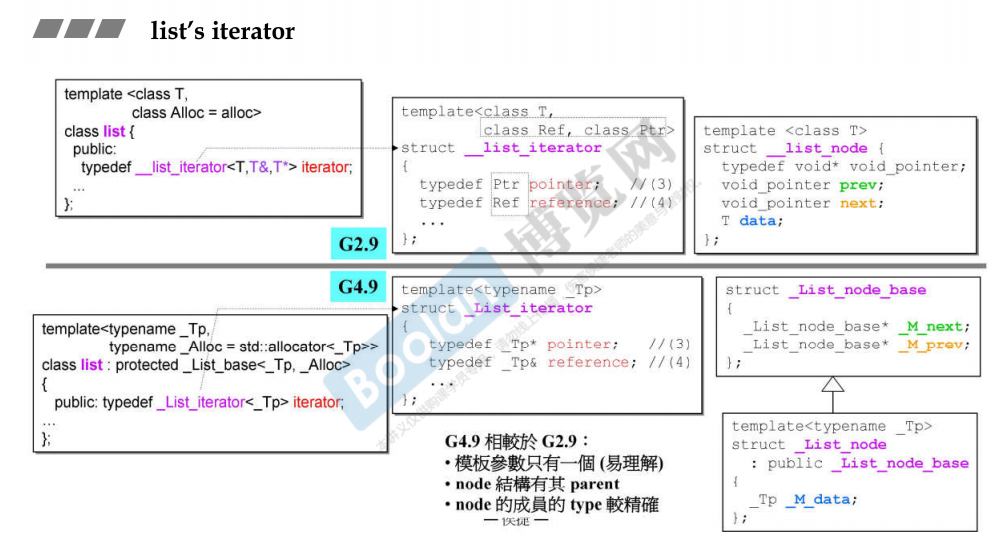 list's iterator
template <class T,
class Alloc = alloc>
class list {
public:
typedef __list_iterator<T,T&,T*> iterator;
...
};
template<class T,
class Ref, class Ptr>
struct __list_iterator
{
typedef Ptr pointer; //(3)
typedef Ref reference; //(4)
...
};
template <class T>
struct __list_node {
typedef void* void_pointer;
void_pointer prev;
void_pointer next;
T data;
};
G2.9
G4.9
template<typename _Tp,
typename _Alloc = std::allocator<_Tp>>
class list : protected _List_base<_Tp, _Alloc>
{
public: typedef _List_iterator<_Tp> iterator;
...
};
template<typename _Tp>
struct _List_iterator
{
typedef _Tp* pointer; //(3)
typedef _Tp& reference; //(4)
...
};
struct _List_node_base
{
_List_node_base* _M_next;
_List_node_base* _M_prev;
};
template<typename _Tp>
struct _List_node
: public _List_node_base
{
_Tp _M_data;
};
G4.9 相較於 G2.9：
• 模板參數只有一個 (易理解)
• node 結構有其 parent
• node 的成員的 type 較精確
— 侯捷 —
Boolan 博览网